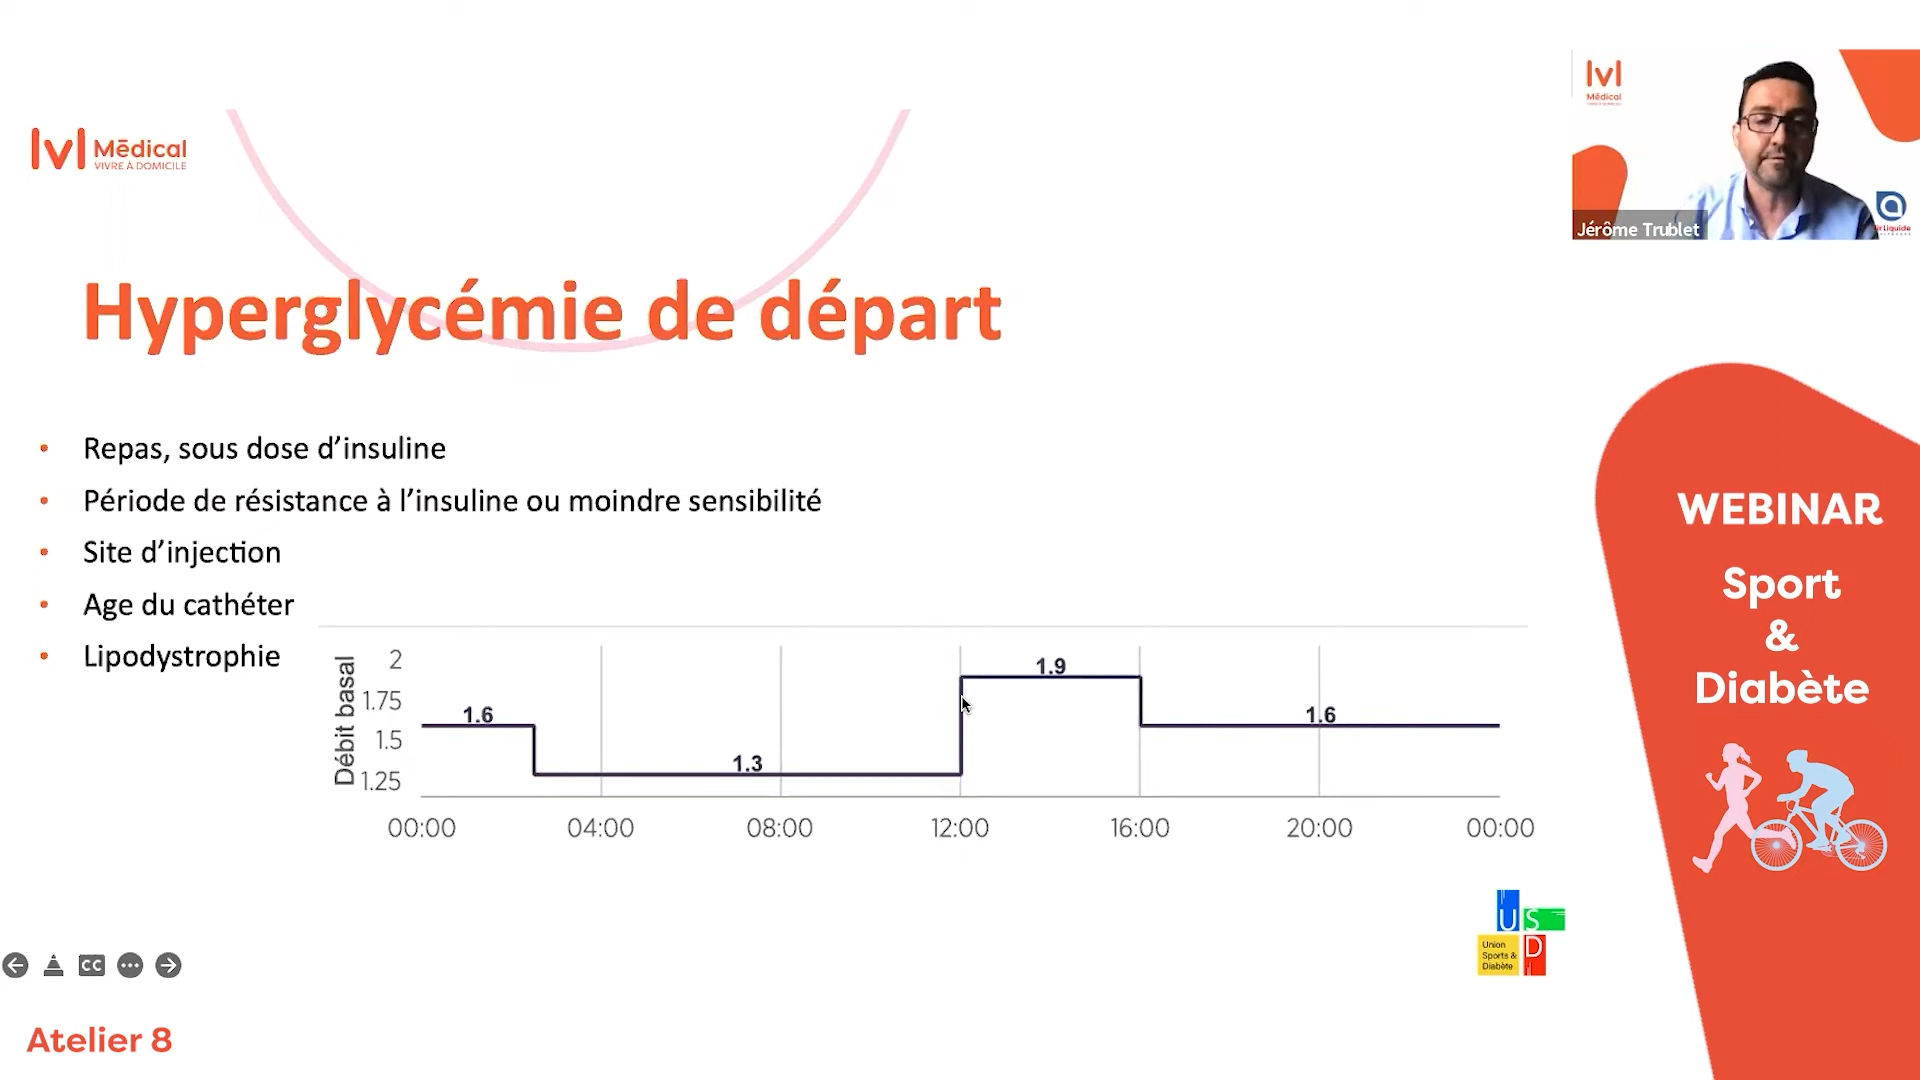 lvl Médical
VIVRE À DOMICILE
lvl
Médical
Jérôme Trublet
Air Liquide
Hyperglycémie de départ
• Repas, sous dose d’insuline
• Période de résistance à l’insuline ou moindre sensibilité
• Site d’injection
• Age du cathéter
• Lipodystrophie
Débit basal
2
1.75
1.5
1.25
1.6
1.3
1.9
1.6
00:00 04:00 08:00 12:00 16:00 20:00 00:00
WEBINAR
Sport
&
Diabète
U S
D
Union
Sports &
Diabète
CC
Atelier 8